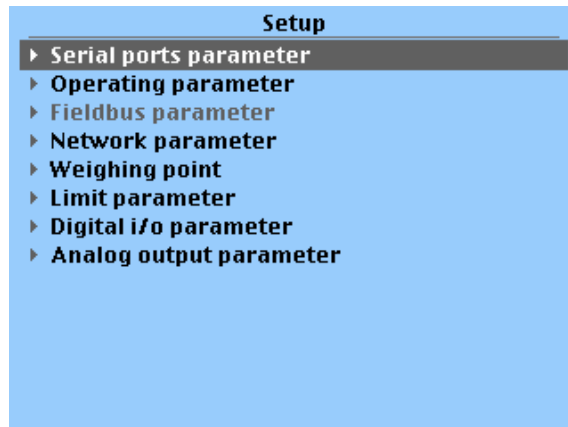 Setup
Serial ports parameter
Operating parameter
Fieldbus parameter
Network parameter
Weighing point
Limit parameter
Digital i/o parameter
Analog output parameter